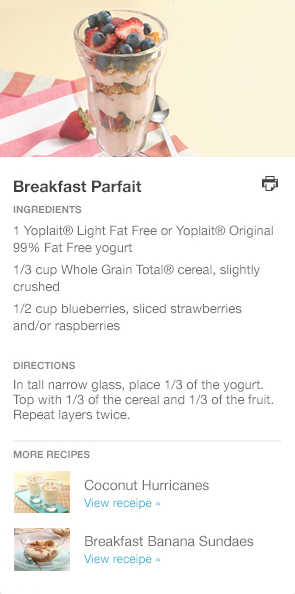 Breakfast Parfait
INGREDIENTS
1 Yoplait® Light Fat Free or Yoplait® Original
99% Fat Free yogurt
1/3 cup Whole Grain Total® cereal, slightly
crushed
1/2 cup blueberries, sliced strawberries
and/or raspberries
DIRECTIONS
In tall narrow glass, place 1/3 of the yogurt.
Top with 1/3 of the cereal and 1/3 of the fruit.
Repeat layers twice.
MORE RECIPES
Coconut Hurricanes
View receipe »
Breakfast Banana Sundaes
View receipe »